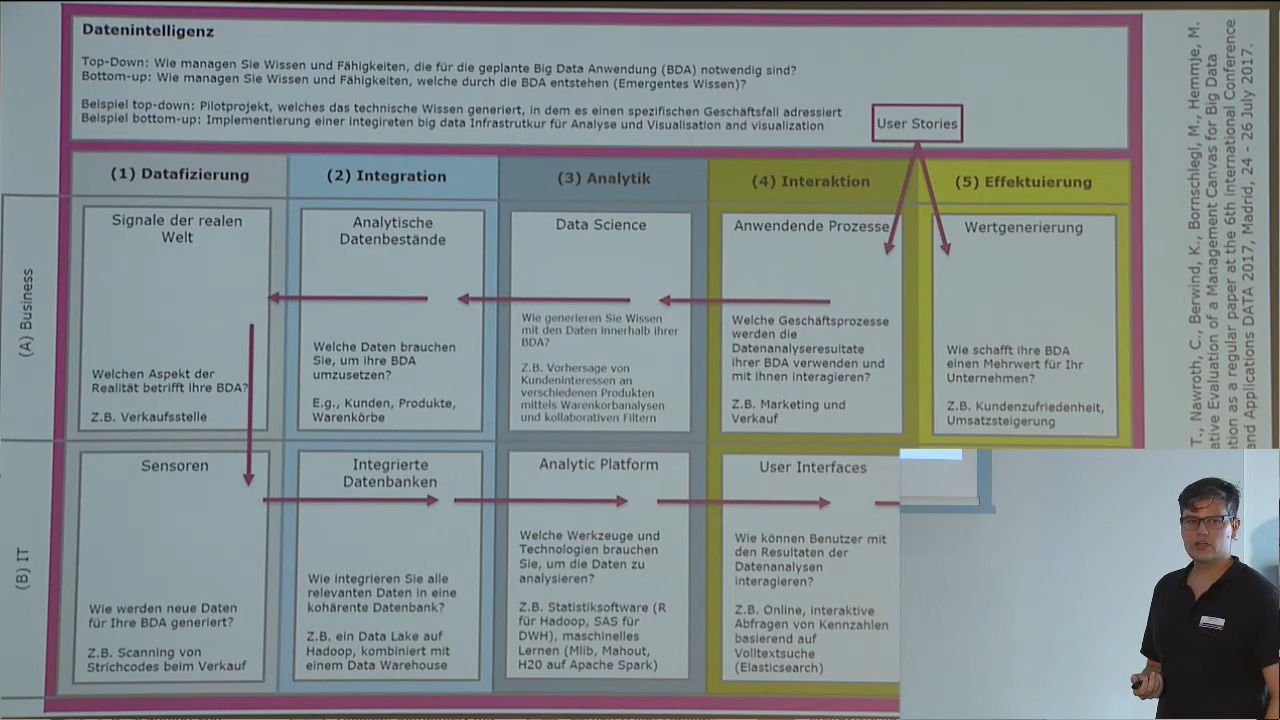 Datenintelligenz
Top-Down: Wie managen Sie Wissen und Fähigkeiten, die für die geplante Big Data Anwendung (BDA) notwendig sind?
Bottom-up: Wie managen Sie Wissen und Fähigkeiten, welche durch die BDA entstehen (Emergentes Wissen)?
Beispiel top-down: Pilotprojekt, welches das technische Wissen generiert, in dem es einen spezifischen Geschäftsfall adressiert
Beispiel bottom-up: Implementierung einer integrireten big data Infrastrutkur für Analyse und Visualisation and visualization
User Stories
(1) Datafizierung
(2) Integration
(3) Analytik
(4) Interaktion
(5) Effektuierung
(A) Business
Signale der realen
Welt
Welchen Aspekt der
Realität betrifft Ihre BDA?
Z.B. Verkaufsstelle
Analytische
Datenbestände
Welche Daten brauchen
Sie, um ihre BDA
umzusetzen?
E.g., Kunden, Produkte,
Warenkörbe
Data Science
Wie generieren Sie Wissen
mit den Daten innerhalb ihrer
BDA?
Z.B. Vorhersage von
Kundeninteressen an
verschiedenen Produkten
mittels Warenkorbanalysen
und kollaborativen Filtern
Anwendende Prozesse
Welche Geschäftsprozesse
werden die
Datenanalyseresultate
ihrer BDA verwenden und
mit ihnen interagieren?
Z.B. Marketing und
Verkauf
Wertgenerierung
Wie schafft ihre BDA
einen Mehrwert für Ihr
Unternehmen?
Z.B. Kundenzufriedenheit,
Umsatzsteigerung
(B) IT
Sensoren
Wie werden neue Daten
für Ihre BDA generiert?
Z.B. Scanning von
Strichcodes beim Verkauf
Integrierte
Datenbanken
Wie integrieren Sie alle
relevanten Daten in eine
kohärente Datenbank?
Z.B. ein Data Lake auf
Hadoop, kombiniert mit
einem Data Warehouse
Analytic Platform
Welche Werkzeuge und
Technologien brauchen
Sie, um die Daten zu
analysieren?
Z.B. Statistiksoftware (R
für Hadoop, SAS für
DWH), maschinelles
Lernen (Mlib, Mahout,
H20 auf Apache Spark)
User Interfaces
Wie können Benutzer mit
den Resultaten der
Datenanalysen
interagieren?
Z.B. Online, interaktive
Abfragen von Kennzahlen
basierend auf
Volltextsuche
(Elasticsearch)
T., Nawroth, C., Berwind, K., Bornschlegl, M., Hemmje, M.
ative Evaluation of a Management Canvas for Big Data
tion as a regular paper at the 6th international Conference
and Applications DATA 2017, Madrid, 24 - 26 July 2017.